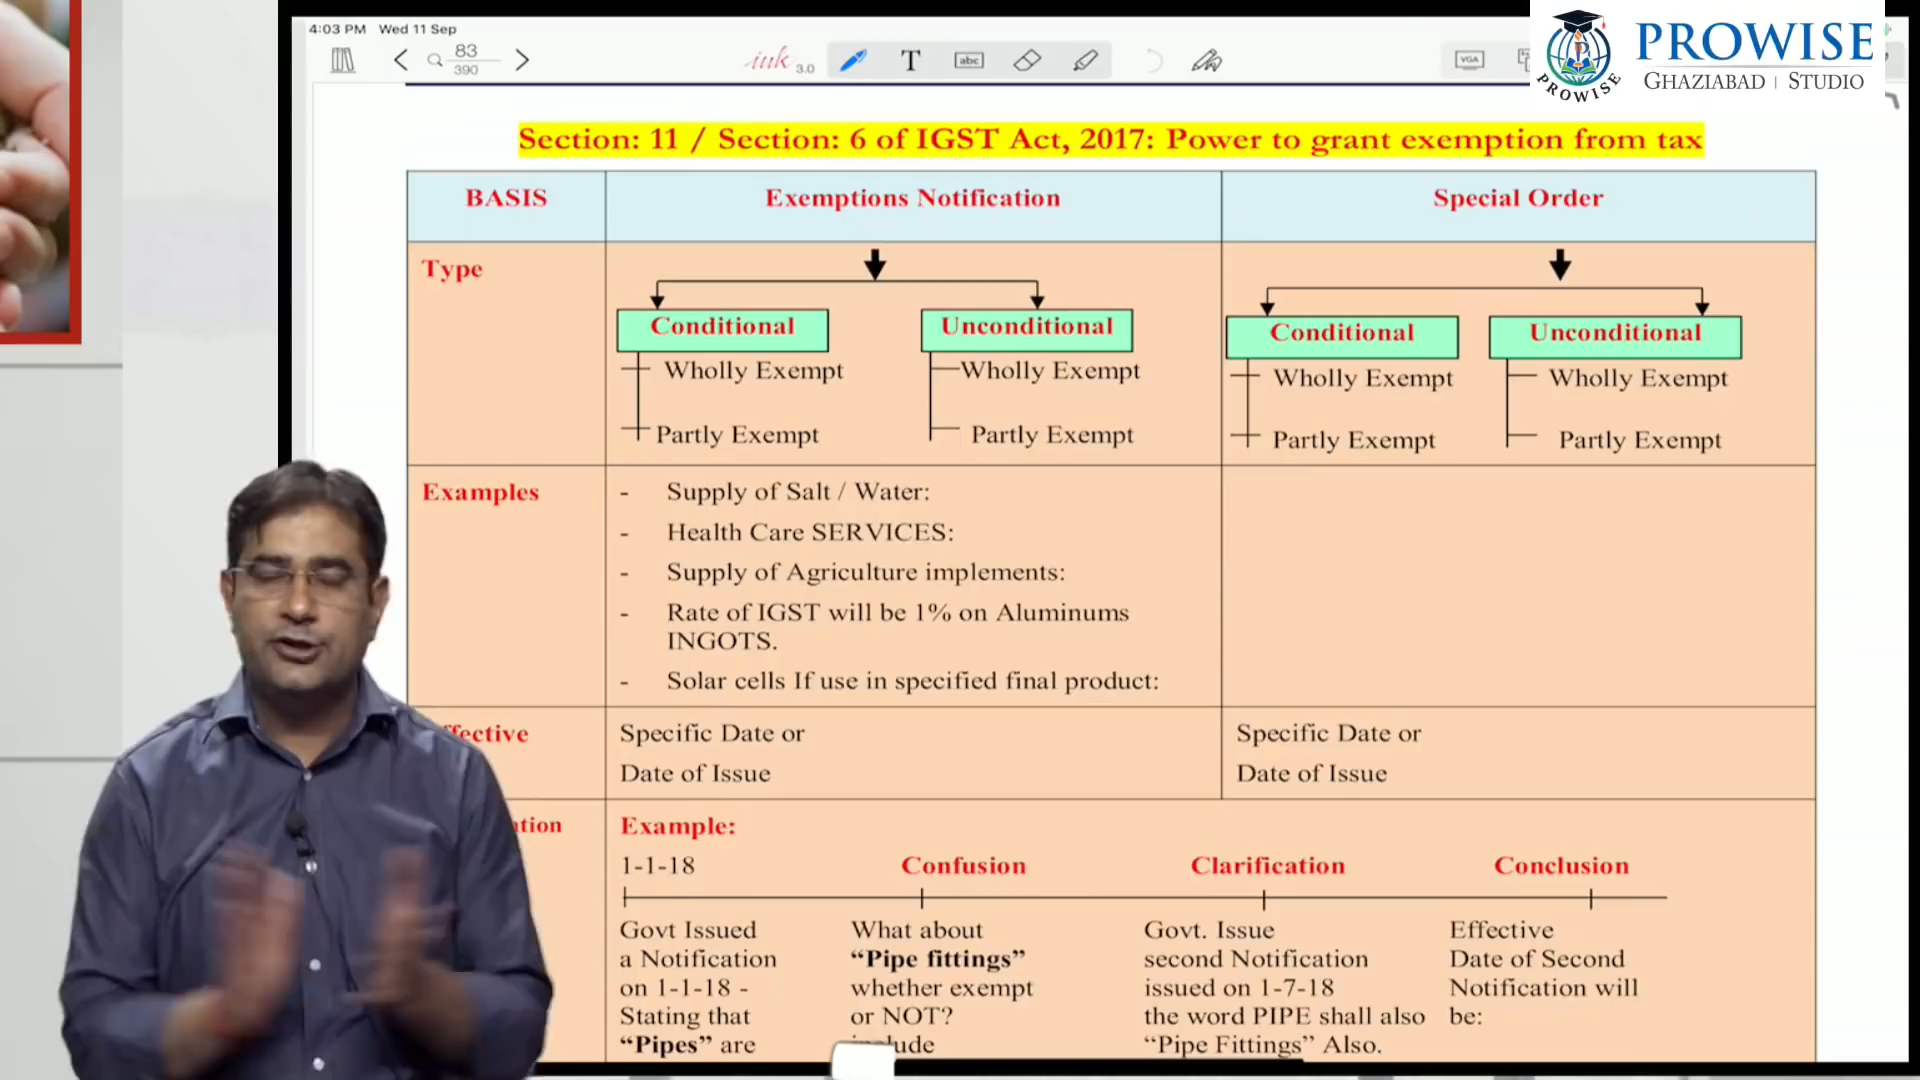 4:03 PM Wed 11 Sep
83
390
ink 3.0
T
abc
VGA
PROWISE
PROWISE
GHAZIABAD | STUDIO
Section: 11 / Section: 6 of IGST Act, 2017: Power to grant exemption from tax
BASIS
Exemptions Notification
Special Order
Type
Conditional
Unconditional
Wholly Exempt
Wholly Exempt
Partly Exempt
Partly Exempt
Conditional
Unconditional
Wholly Exempt
Wholly Exempt
Partly Exempt
Partly Exempt
Examples
- Supply of Salt / Water:
- Health Care SERVICES:
- Supply of Agriculture implements:
- Rate of IGST will be 1% on Aluminums
INGOTS.
- Solar cells If use in specified final product:
ffective
Specific Date or
Date of Issue
Specific Date or
Date of Issue
tion
Example:
1-1-18
Confusion
Clarification
Conclusion
Govt Issued
a Notification
on 1-1-18 -
Stating that
“Pipes” are
What about
“Pipe fittings”
whether exempt
or NOT?
lude
Govt. Issue
second Notification
issued on 1-7-18
the word PIPE shall also
“Pipe Fittings” Also.
Effective
Date of Second
Notification will
be: